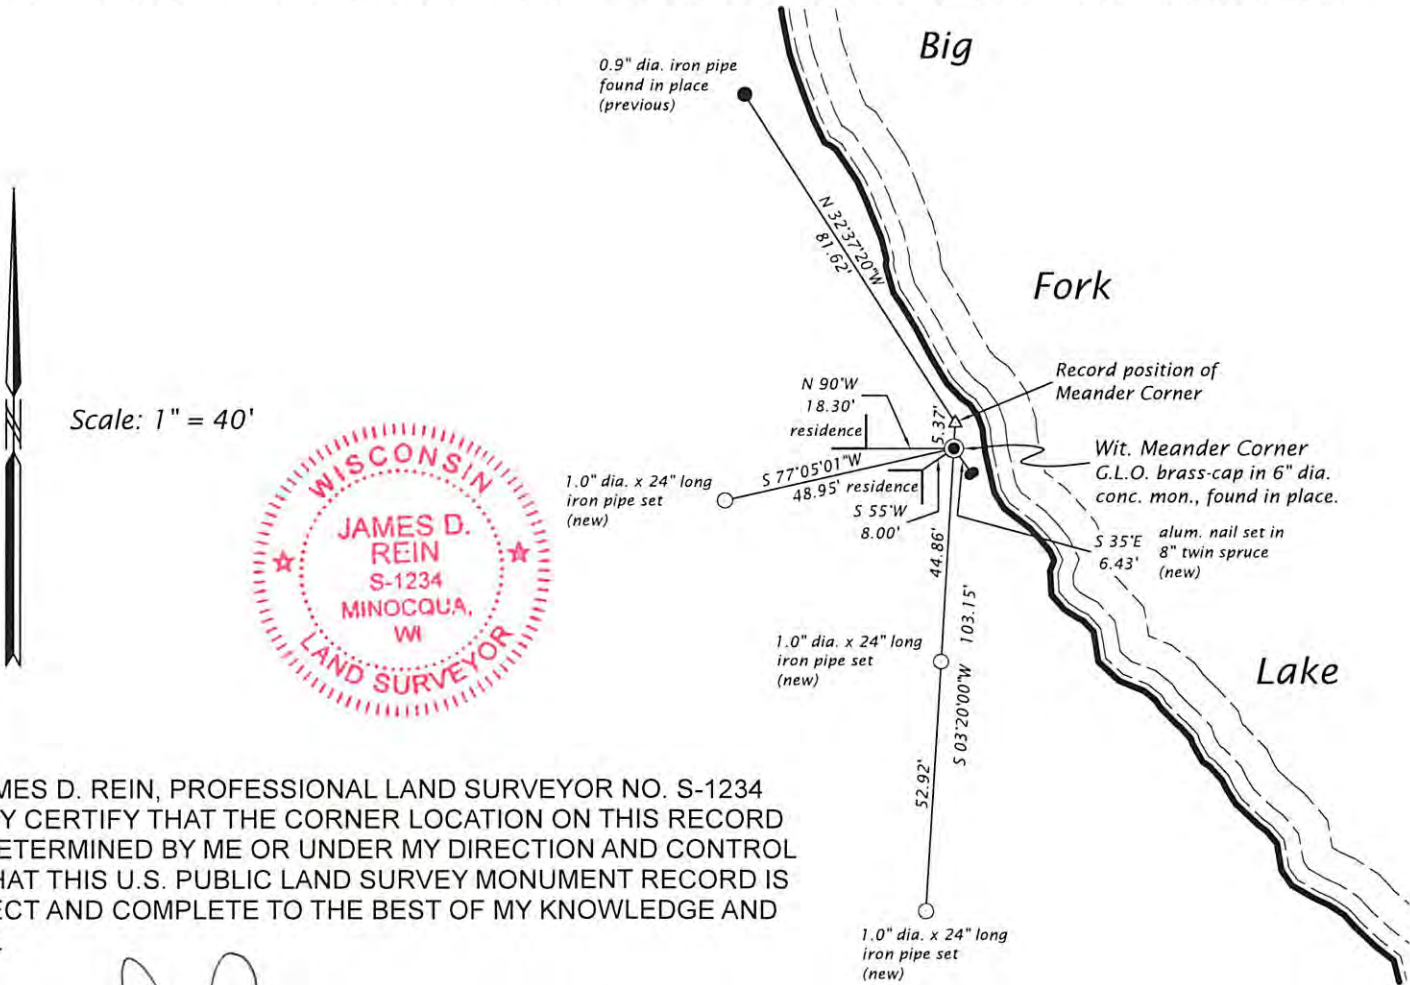 Big
0.9" dia. iron pipe
found in place
(previous)
N 32°37'20"W
81.62'
Fork
Record position of
Meander Corner
N 90°W
18.30'
residence
5.37'
Wit. Meander Corner
G.L.O. brass-cap in 6" dia.
conc. mon., found in place.
Scale: 1" = 40'
WISCONSIN
JAMES D.
REIN
S-1234
MINOCQUA,
WI
LAND SURVEYOR
1.0" dia. x 24" long
iron pipe set
(new)
S 77°05'01"W
48.95'
residence
S 55°W
8.00'
44.86'
S 35°E
6.43'
alum. nail set in
8" twin spruce
(new)
1.0" dia. x 24" long
iron pipe set
(new)
S 03°20'00"W 103.15'
Lake
52.92'
MES D. REIN, PROFESSIONAL LAND SURVEYOR NO. S-1234
Y CERTIFY THAT THE CORNER LOCATION ON THIS RECORD
ETERMINED BY ME OR UNDER MY DIRECTION AND CONTROL
HAT THIS U.S. PUBLIC LAND SURVEY MONUMENT RECORD IS
ECT AND COMPLETE TO THE BEST OF MY KNOWLEDGE AND
1.0" dia. x 24" long
iron pipe set
(new)